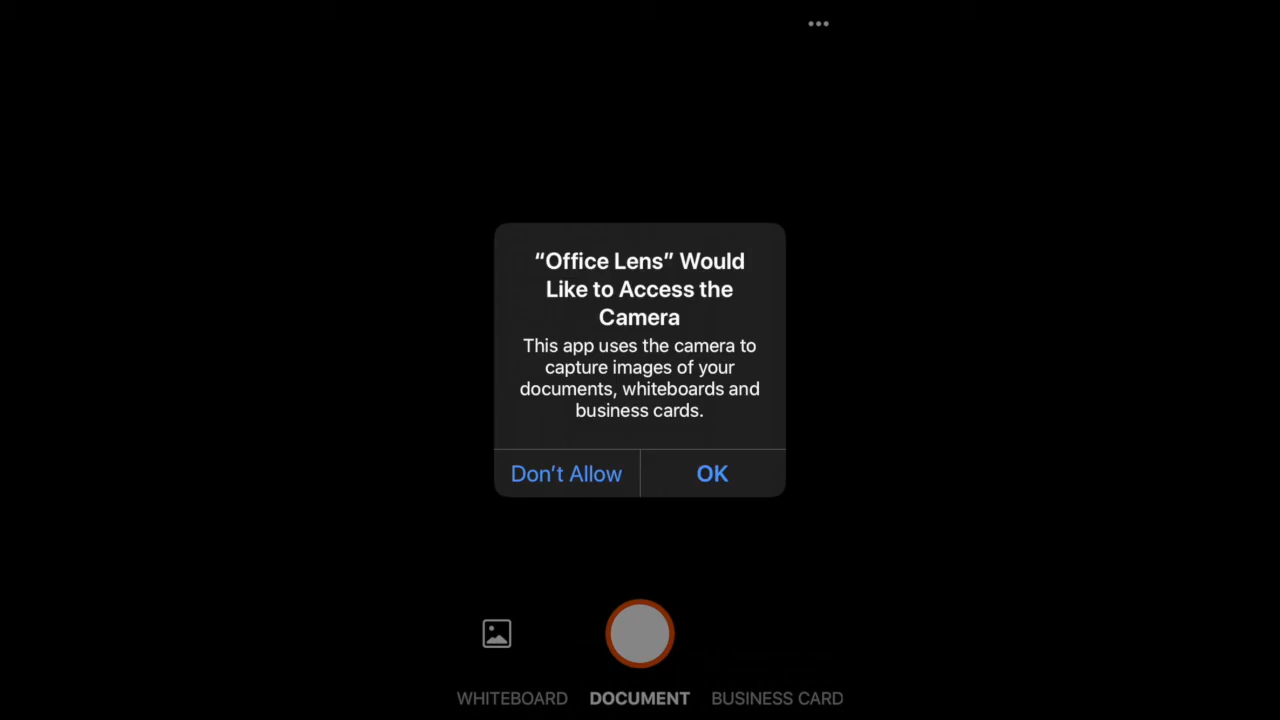 “Office Lens” Would
Like to Access the
Camera
This app uses the camera to
capture images of your
documents, whiteboards and
business cards.
Don’t Allow OK
WHITEBOARD DOCUMENT BUSINESS CARD